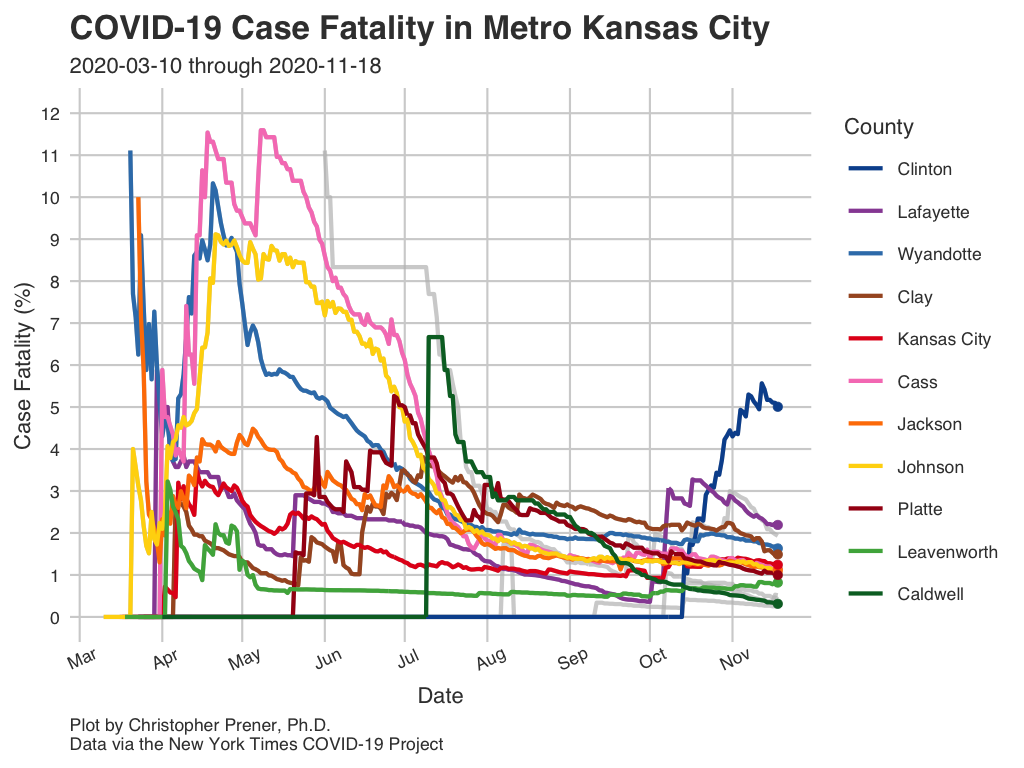 COVID-19 Case Fatality in Metro Kansas City
2020-03-10 through 2020-11-18
Case Fatality (%)
12
11
10
9
8
7
6
5
4
3
2
1
0
Mar
Apr
May
Jun
Jul
Aug
Sep
Oct
Nov
Date
County
Clinton
Lafayette
Wyandotte
Clay
Kansas City
Cass
Jackson
Johnson
Platte
Leavenworth
Caldwell
Plot by Christopher Prener, Ph.D.
Data via the New York Times COVID-19 Project